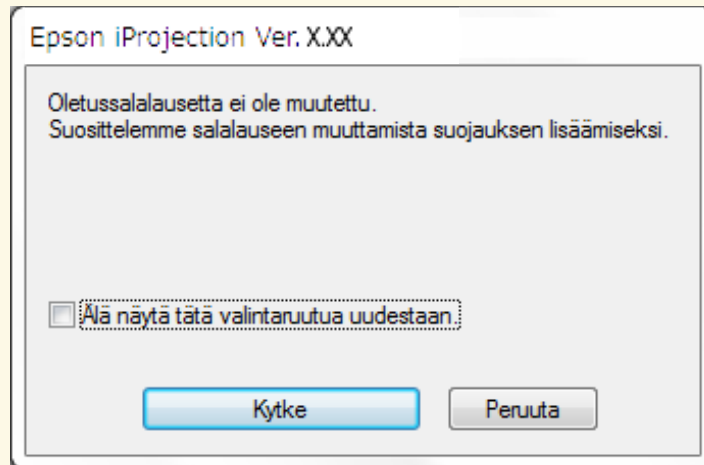 Epson iProjection Ver. X.XX
Oletussalalausetta ei ole muutettu.
Suosittelemme salalauseen muuttamista suojauksen lisäämiseksi.
Älä näytä tätä valintaruutua uudestaan.
Kytke
Peruuta